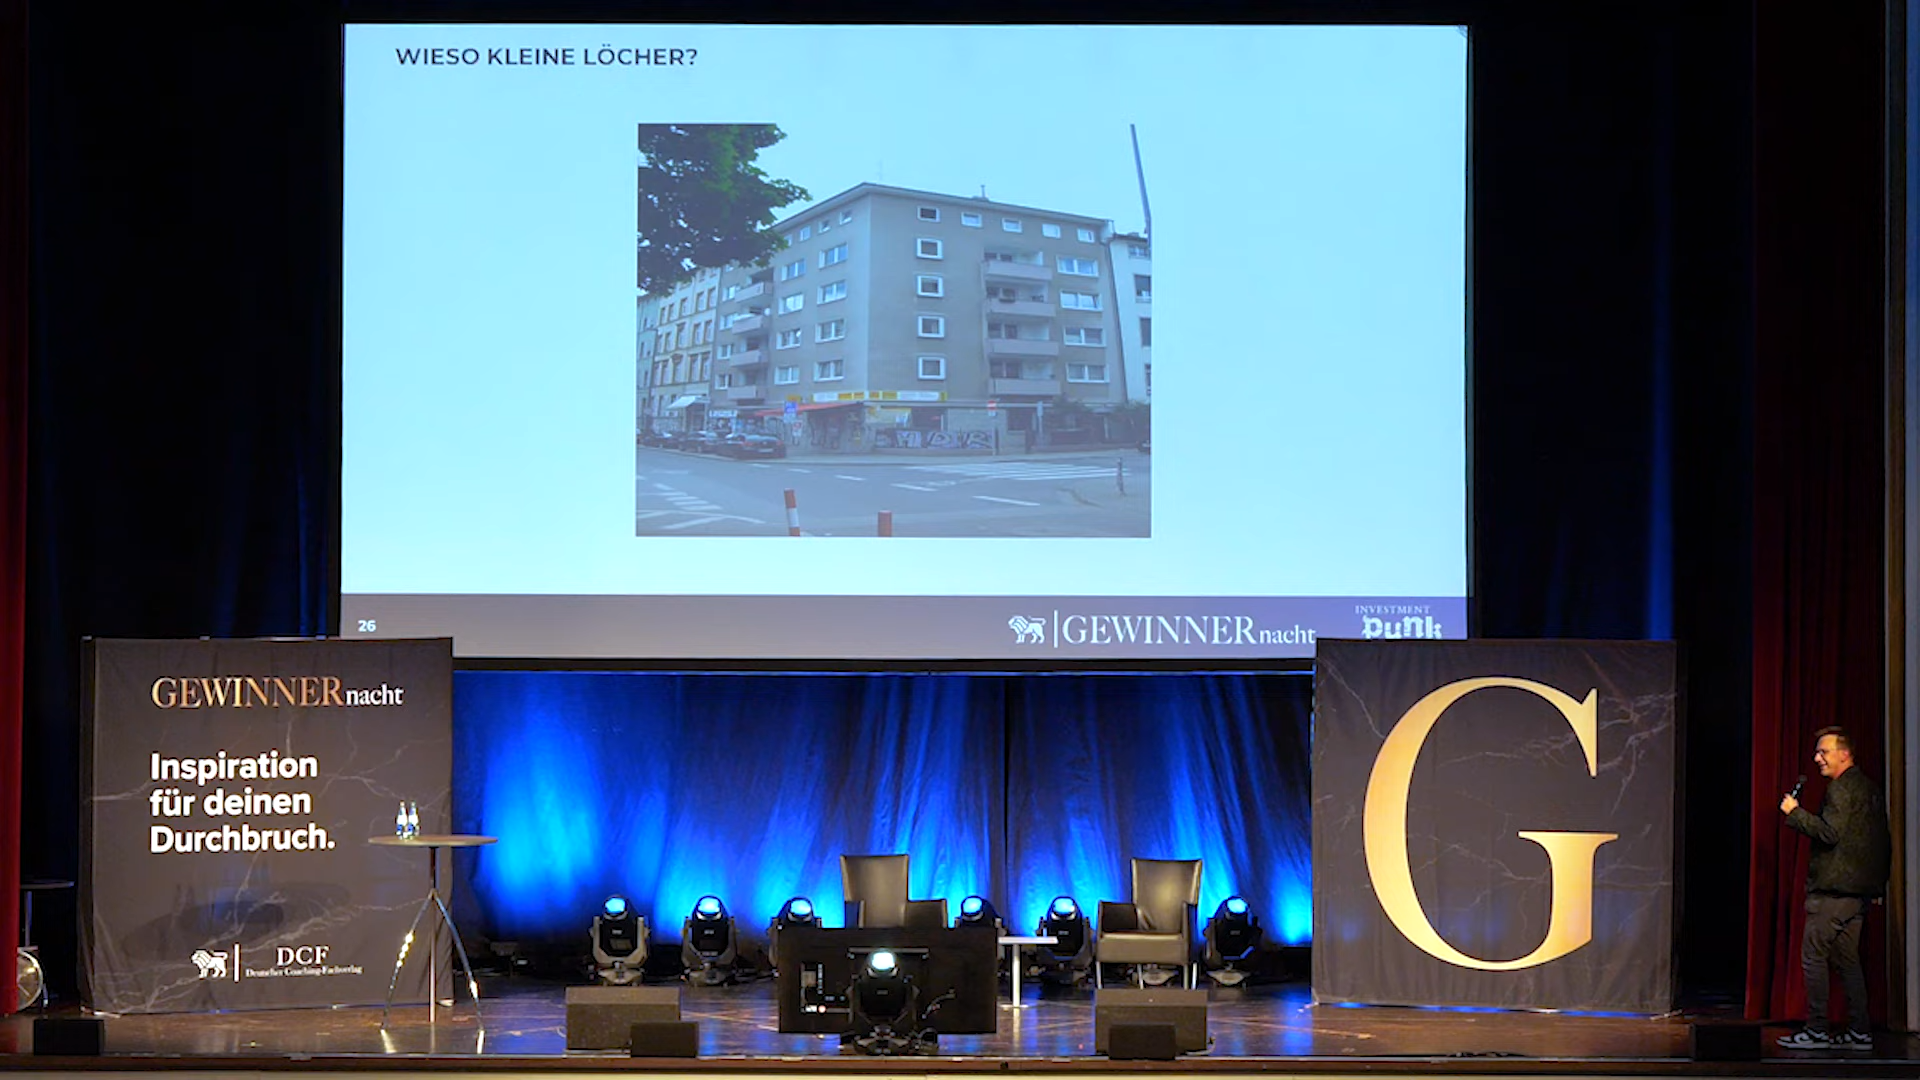 WIESO KLEINE LÖCHER?
26
GEWINNERnacht
INVESTMENT
punk
GEWINNERnacht
Inspiration
für deinen
Durchbruch.
DCF
Deutscher Coaching-Fachverlag
G